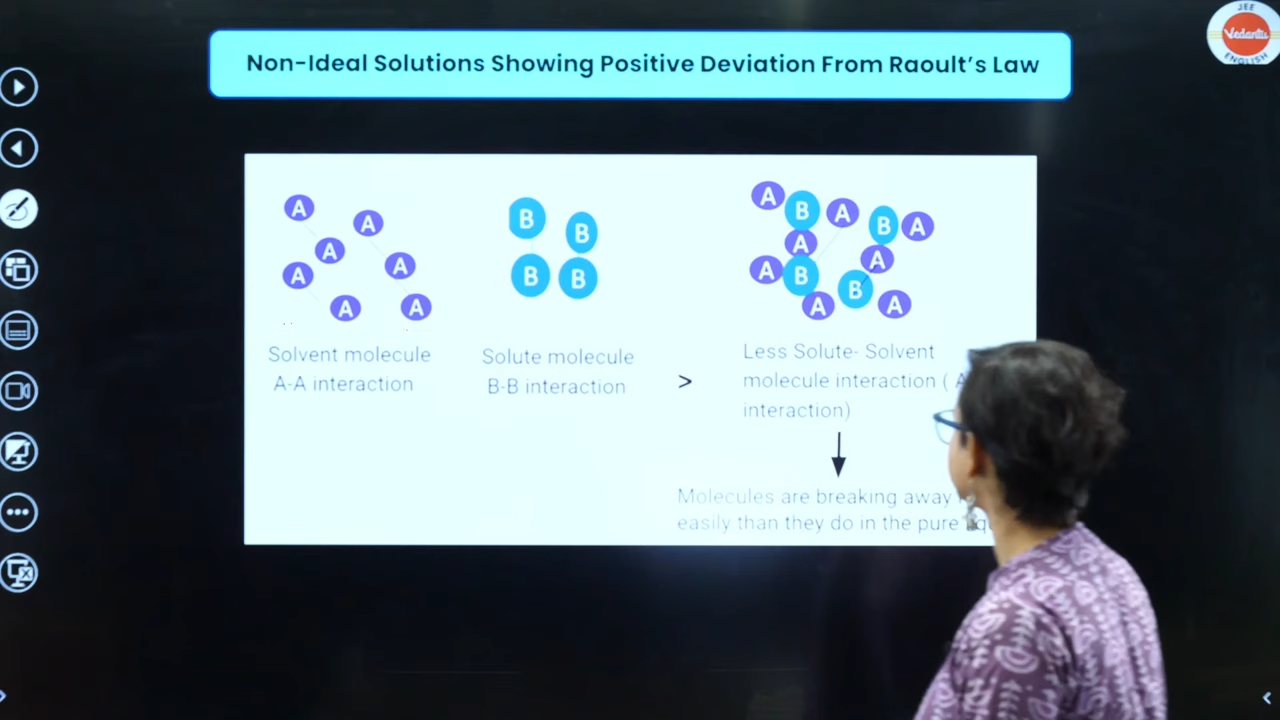 JEE
Vedantu
ENGLISH
Non-Ideal Solutions Showing Positive Deviation From Raoult's Law
A A A A A A A
B B B B
A B A B A
A A
A B B
A A
Solvent molecule
A-A interaction
Solute molecule
B-B interaction
>
Less Solute- Solvent
molecule interaction ( A
interaction)
Molecules are breaking away
easily than they do in the pure